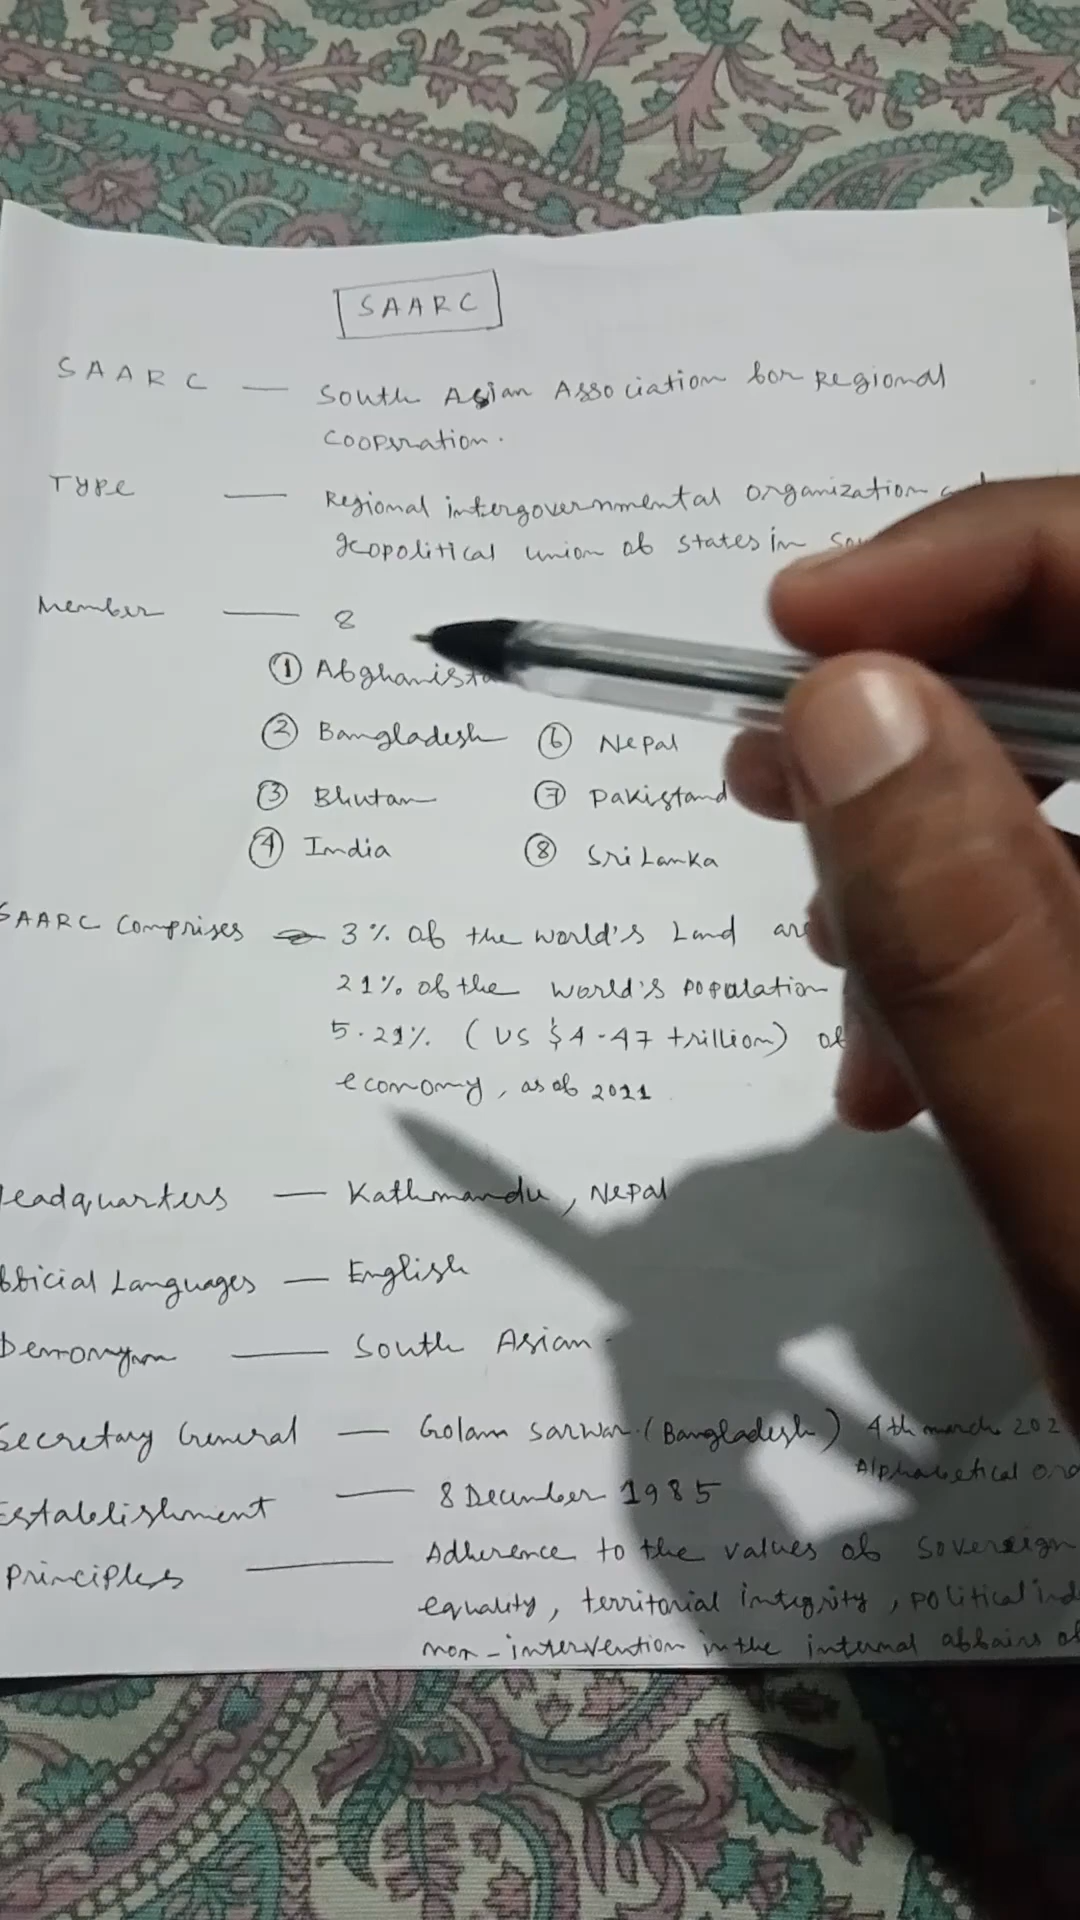 SAARC
SAARC — South Asian Association for Regional
Cooperation.
Type — Regional intergovernmental organization
geopolitical union of states in
Member — 8
① Afghanistan
② Bangladesh ⑥ Nepal
③ Bhutan ⑦ Pakistand
④ India ⑧ Sri Lanka
SAARC Comprises — 3% of the world's Land
21% of the world's population
5.21% (US $4.47 trillion) of
economy, as of 2021
Headquarters — Kathmandu, Nepal
Official Languages — English
Demonym — South Asian
Secretary General — Golam Sarwar (Bangladesh) 4th march 202
Alphabetical
Establishment — 8 December 1985
Principles — Adherence to the values of sovereign
equality, territorial integrity, political
non-intervention in the internal affairs of